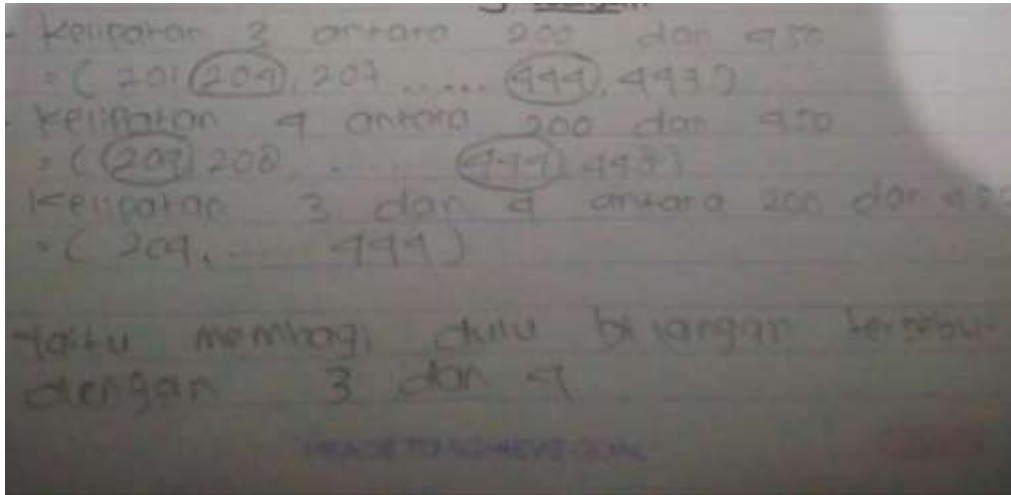 - Kelipatan 3 antara 200 dan 450
= ( 201, 204, 207 ..... 444, 447 )
- Kelipatan 4 antara 200 dan 450
= ( 204, 208, ..... 444, 448 )
Kelipatan 3 dan 4 antara 200 dan 450
= ( 204, .... 444 )
Yaitu membagi dulu bilangan tersebut
dengan 3 dan 4